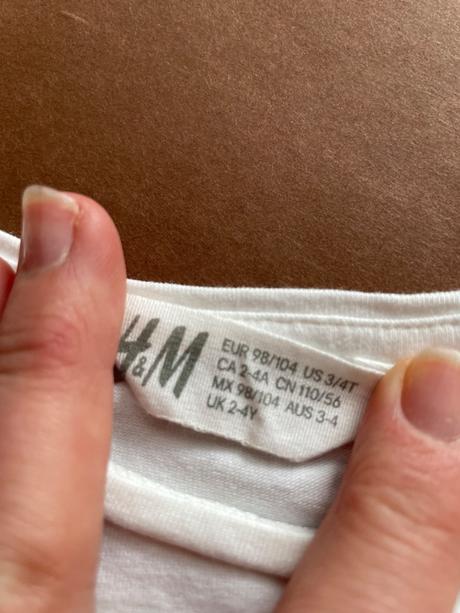 H&M
EUR 98/104 US 3/4T
CA 2-4A CN 110/56
MX 98/104 AUS 3-4
UK 2-4Y